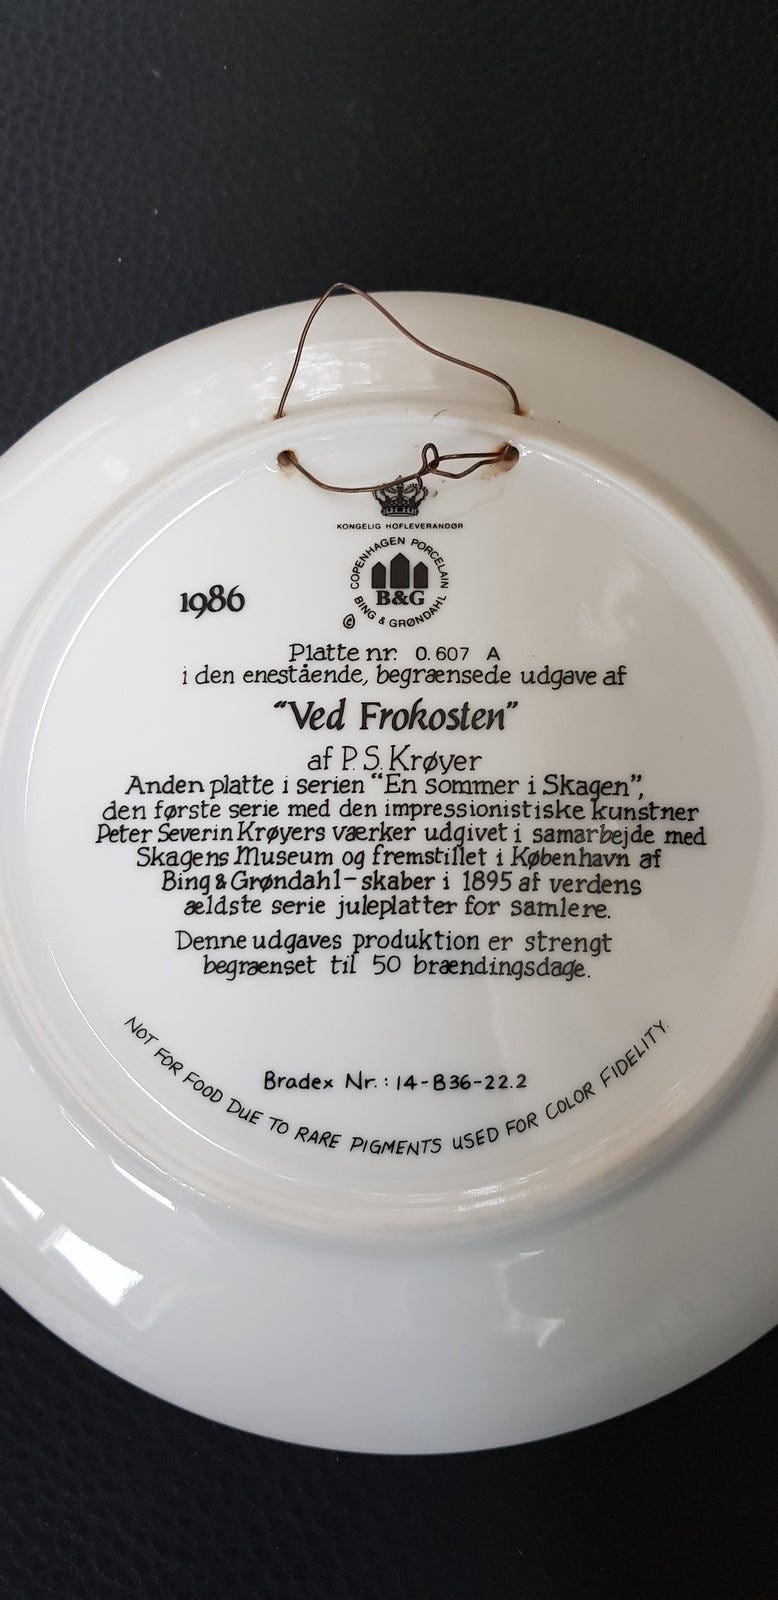 KONGELIG HOFLEVERANDØR
COPENHAGEN PORCELAIN
B&G
BING & GRØNDAHL
©
1986
Platte nr. 0.607 A
i den enestående, begrænsede udgave af
"Ved Frokosten"
af P. S. Krøyer
Anden platte i serien "En sommer i Skagen",
den første serie med den impressionistiske kunstner
Peter Severin Krøyers værker udgivet i samarbejde med
Skagens Museum og fremstillet i København af
Bing & Grøndahl - skaber i 1895 af verdens
ældste serie juleplatter for samlere.
Denne udgaves produktion er strengt
begrænset til 50 brændingsdage.
Bradex Nr.: 14-B36-22.2
NOT FOR FOOD DUE TO RARE PIGMENTS USED FOR COLOR FIDELITY.